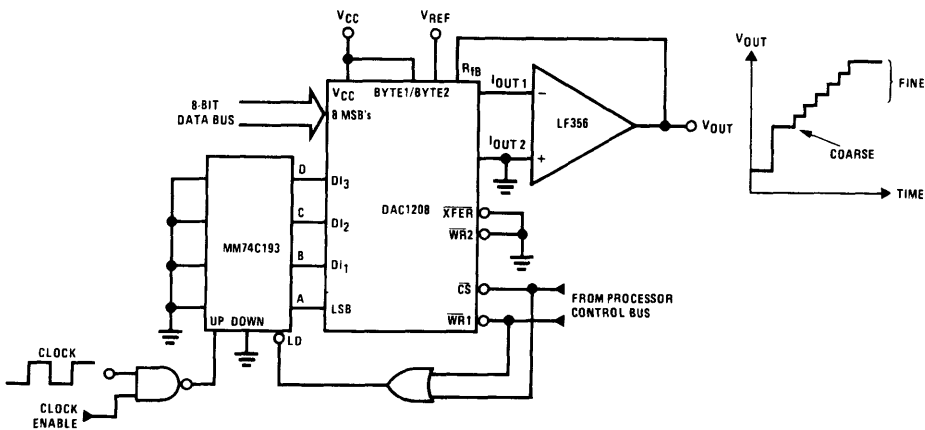 VCC
VREF
VOUT
FINE
COARSE
TIME
RfB
VCC
BYTE1/BYTE2
8-BIT
DATA BUS
8 MSB's
IOUT 1
−
LF356
VOUT
IOUT 2
+
D
DI3
C
DI2
B
DI1
A
LSB
MM74C193
DAC1208
XFER
WR2
CS
WR1
FROM PROCESSOR
CONTROL BUS
UP DOWN
LD
CLOCK
CLOCK
ENABLE